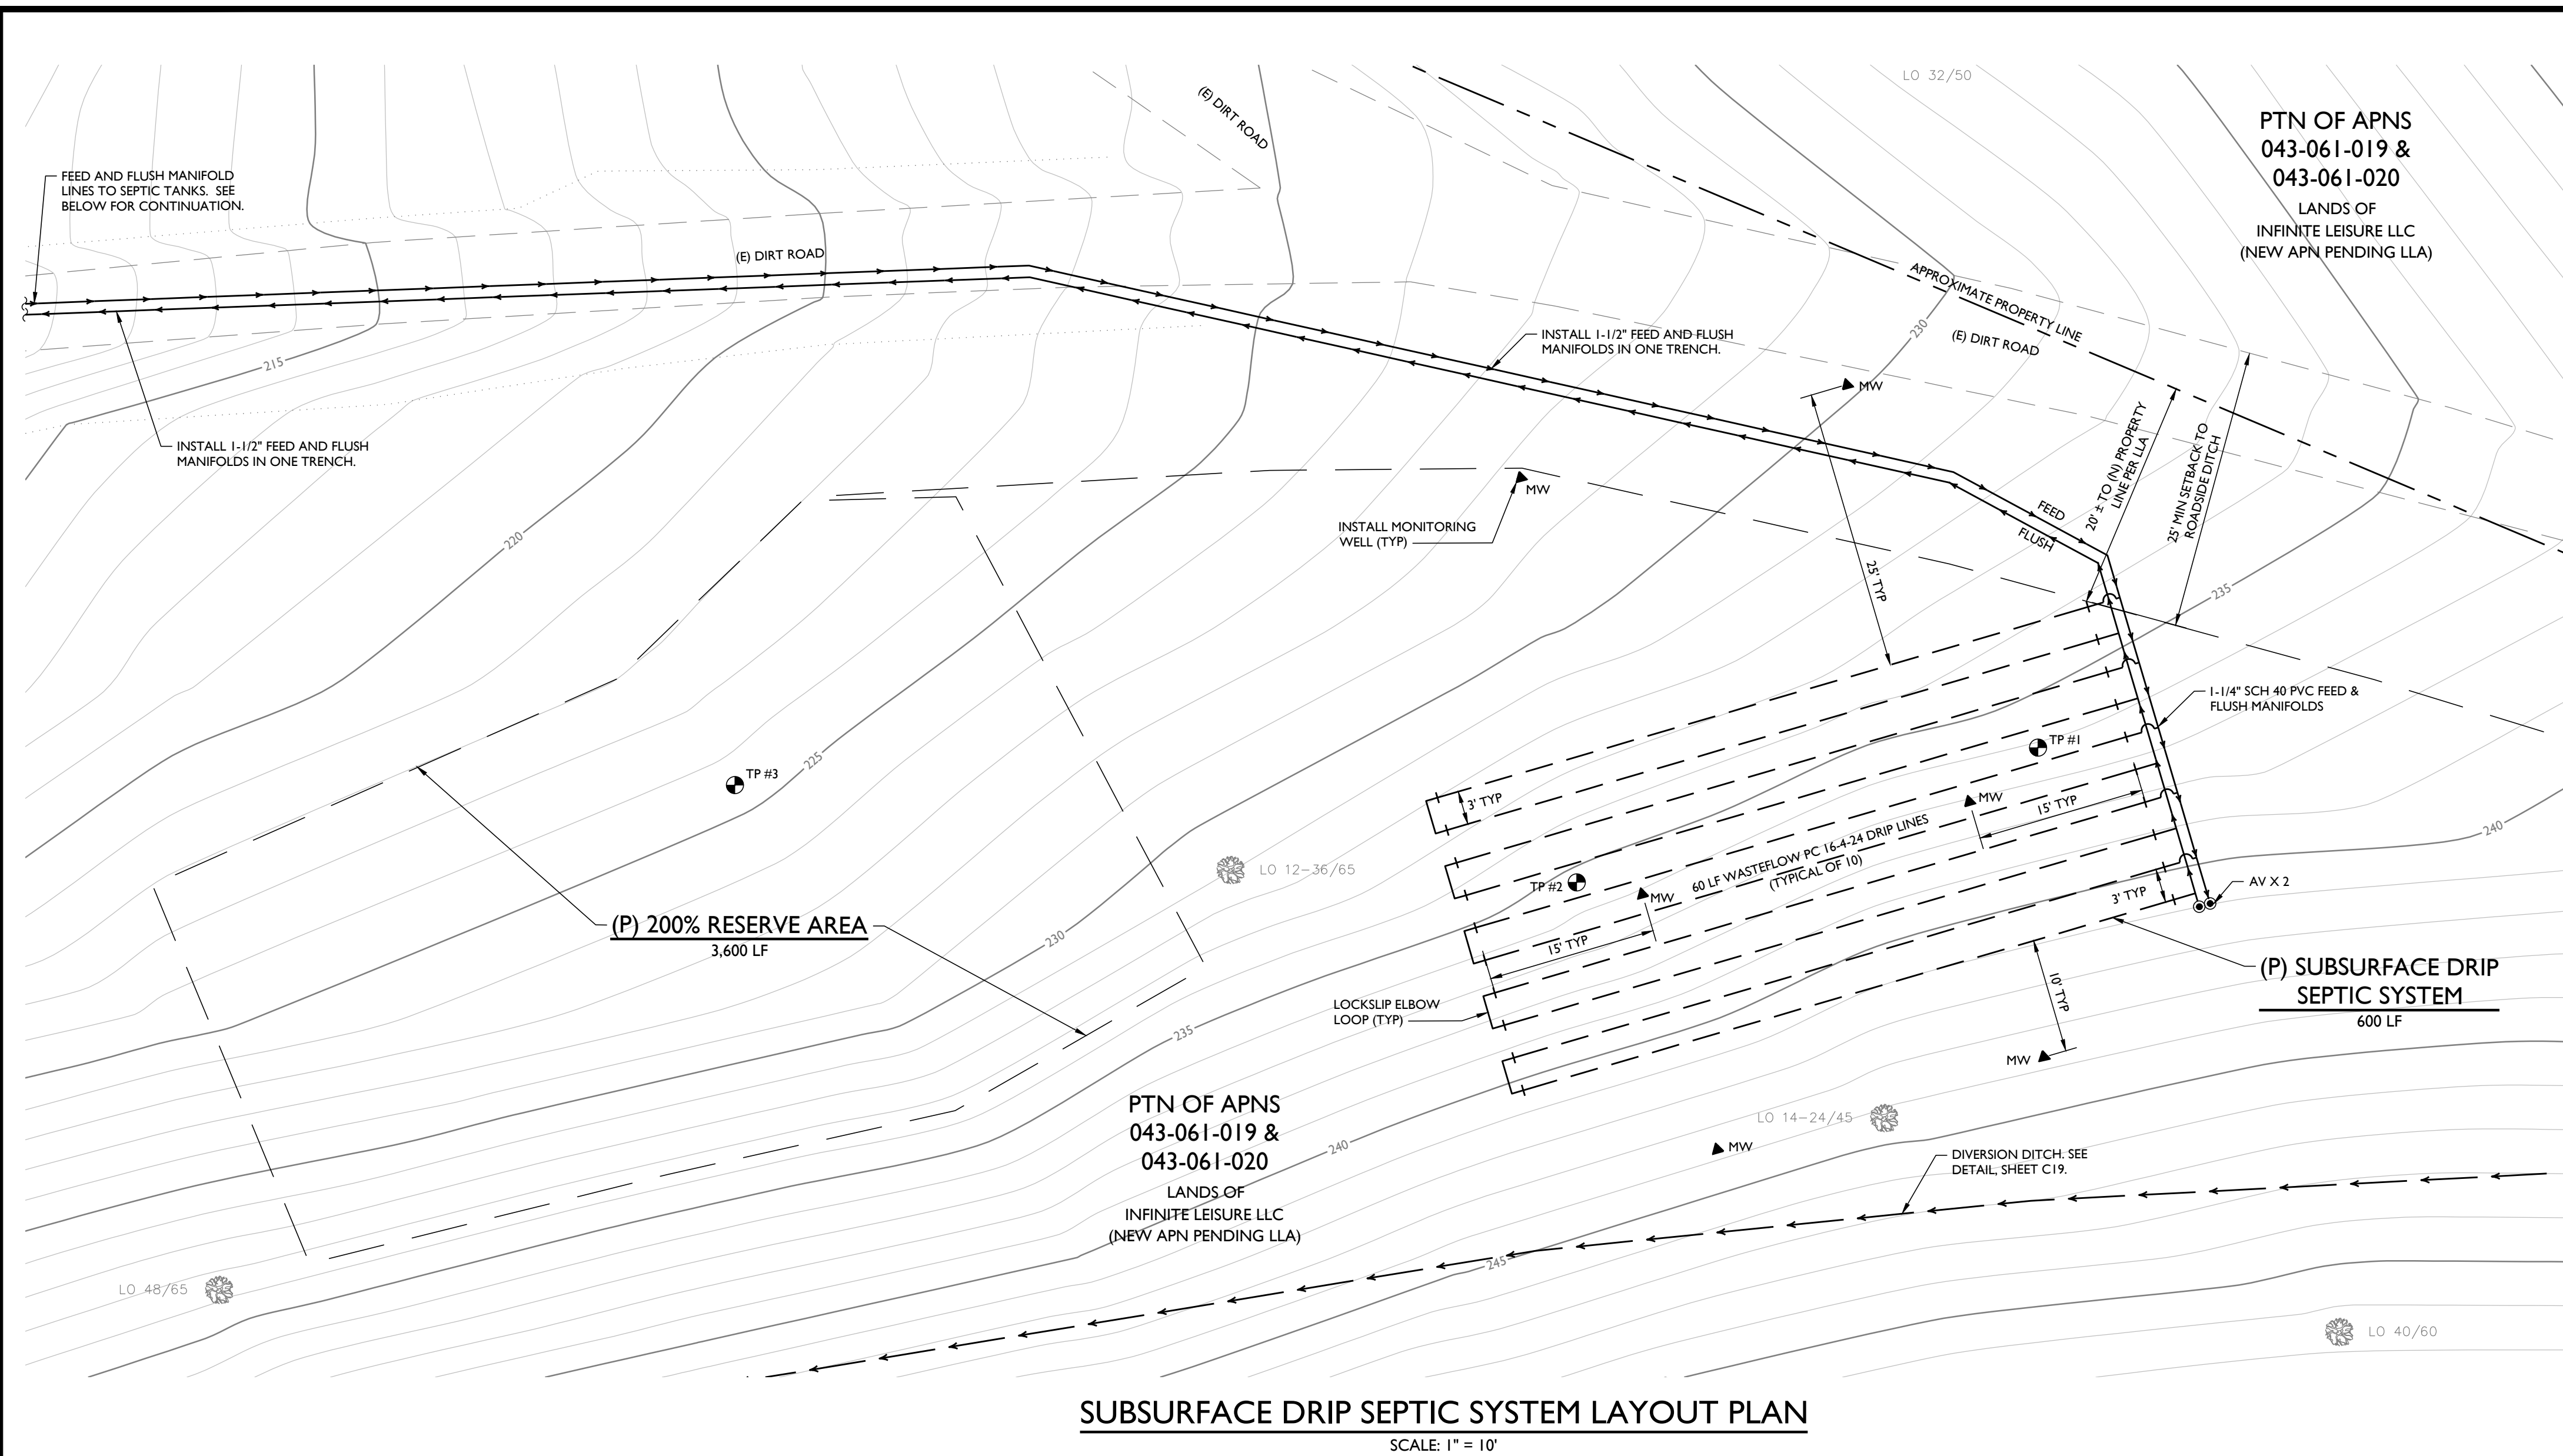 LO 32/50
(E) DIRT ROAD
PTN OF APNS
043-061-019 &
043-061-020
LANDS OF
INFINITE LEISURE LLC
(NEW APN PENDING LLA)
FEED AND FLUSH MANIFOLD
LINES TO SEPTIC TANKS. SEE
BELOW FOR CONTINUATION.
(E) DIRT ROAD
APPROXIMATE PROPERTY LINE
(E) DIRT ROAD
230
INSTALL 1-1/2" FEED AND FLUSH
MANIFOLDS IN ONE TRENCH.
215
MW
INSTALL 1-1/2" FEED AND FLUSH
MANIFOLDS IN ONE TRENCH.
20' ± TO (N) PROPERTY
LINE PER LLA
25' MIN SETBACK TO
ROADSIDE DITCH
MW
INSTALL MONITORING
WELL (TYP)
FEED
FLUSH
220
25' TYP
235
1-1/4" SCH 40 PVC FEED &
FLUSH MANIFOLDS
TP #1
TP #3
225
3' TYP
MW
15' TYP
240
60 LF WASTEFLOW PC 16-4-24 DRIP LINES
(TYPICAL OF 10)
LO 12-36/65
TP #2
MW
3' TYP
AV X 2
(P) 200% RESERVE AREA
3,600 LF
230
15' TYP
(P) SUBSURFACE DRIP
SEPTIC SYSTEM
600 LF
10' TYP
LOCKSLIP ELBOW
LOOP (TYP)
235
MW
PTN OF APNS
043-061-019 &
043-061-020
LANDS OF
INFINITE LEISURE LLC
(NEW APN PENDING LLA)
240
LO 14-24/45
MW
DIVERSION DITCH. SEE
DETAIL, SHEET C19.
245
LO 48/65
LO 40/60
SUBSURFACE DRIP SEPTIC SYSTEM LAYOUT PLAN
SCALE: 1" = 10'